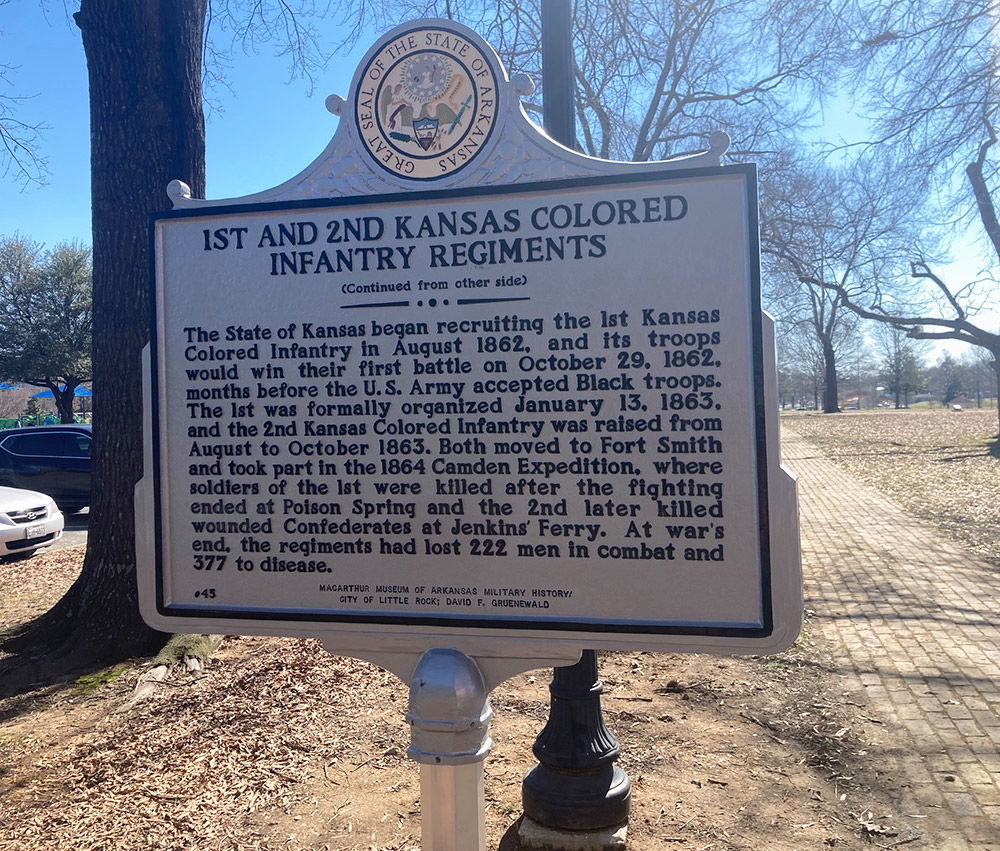 GREAT SEAL OF THE STATE OF ARKANSAS
1ST AND 2ND KANSAS COLORED
INFANTRY REGIMENTS
(Continued from other side)
The State of Kansas began recruiting the 1st Kansas
Colored Infantry in August 1862, and its troops
would win their first battle on October 29, 1862,
months before the U.S. Army accepted Black troops.
The 1st was formally organized January 13, 1863,
and the 2nd Kansas Colored Infantry was raised from
August to October 1863. Both moved to Fort Smith
and took part in the 1864 Camden Expedition, where
soldiers of the 1st were killed after the fighting
ended at Poison Spring and the 2nd later killed
wounded Confederates at Jenkins' Ferry. At war's
end, the regiments had lost 222 men in combat and
377 to disease.
#45
MACARTHUR MUSEUM OF ARKANSAS MILITARY HISTORY/
CITY OF LITTLE ROCK; DAVID F. GRUENEWALD